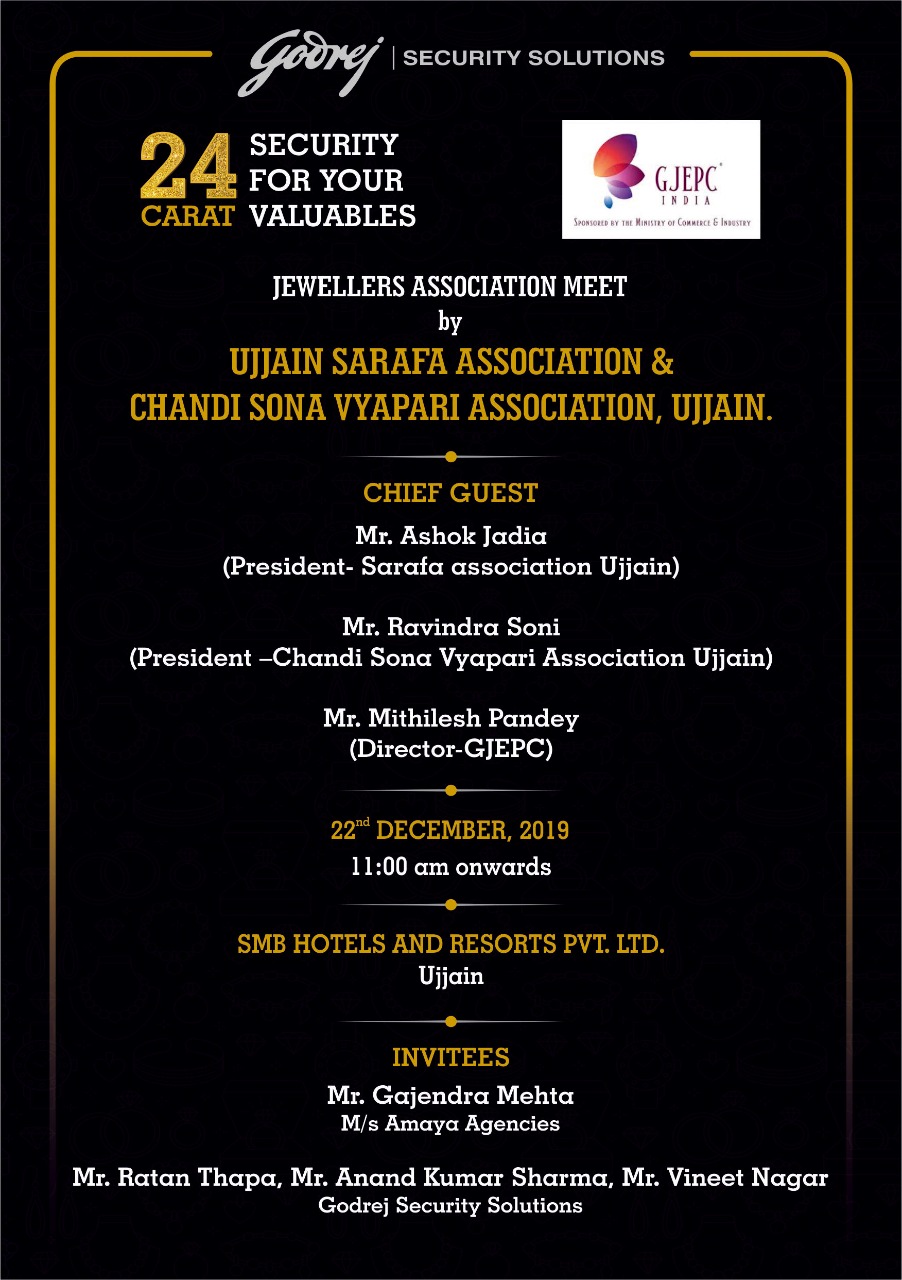 Godrej | SECURITY SOLUTIONS
24 CARAT
SECURITY
FOR YOUR
VALUABLES
GJEPC
INDIA
SPONSORED BY THE MINISTRY OF COMMERCE & INDUSTRY
JEWELLERS ASSOCIATION MEET
by
UJJAIN SARAFA ASSOCIATION &
CHANDI SONA VYAPARI ASSOCIATION, UJJAIN.
CHIEF GUEST
Mr. Ashok Jadia
(President- Sarafa association Ujjain)
Mr. Ravindra Soni
(President –Chandi Sona Vyapari Association Ujjain)
Mr. Mithilesh Pandey
(Director-GJEPC)
22nd DECEMBER, 2019
11:00 am onwards
SMB HOTELS AND RESORTS PVT. LTD.
Ujjain
INVITEES
Mr. Gajendra Mehta
M/s Amaya Agencies
Mr. Ratan Thapa, Mr. Anand Kumar Sharma, Mr. Vineet Nagar
Godrej Security Solutions